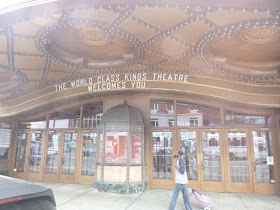 THE WORLD CLASS KINGS THEATRE
WELCOMES YOU